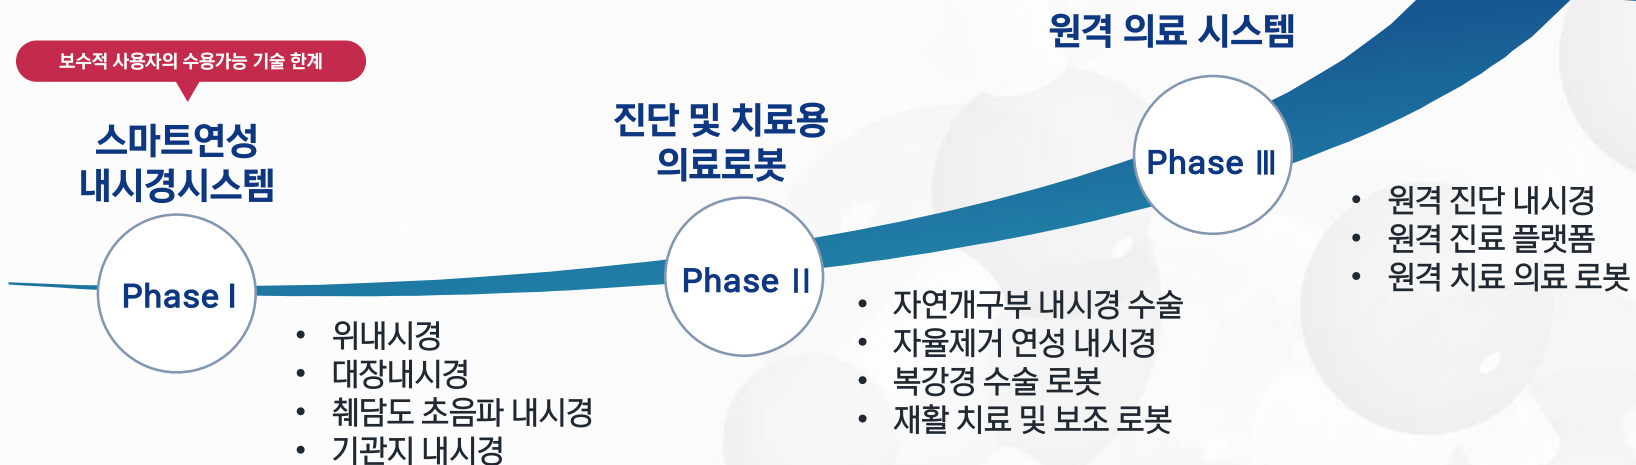 보수적 사용자의 수용가능 기술 한계
스마트연성
내시경시스템
Phase Ⅰ
• 위내시경
• 대장내시경
• 췌담도 초음파 내시경
• 기관지 내시경
진단 및 치료용
의료로봇
Phase Ⅱ
• 자연개구부 내시경 수술
• 자율제거 연성 내시경
• 복강경 수술 로봇
• 재활 치료 및 보조 로봇
원격 의료 시스템
Phase Ⅲ
• 원격 진단 내시경
• 원격 진료 플랫폼
• 원격 치료 의료 로봇